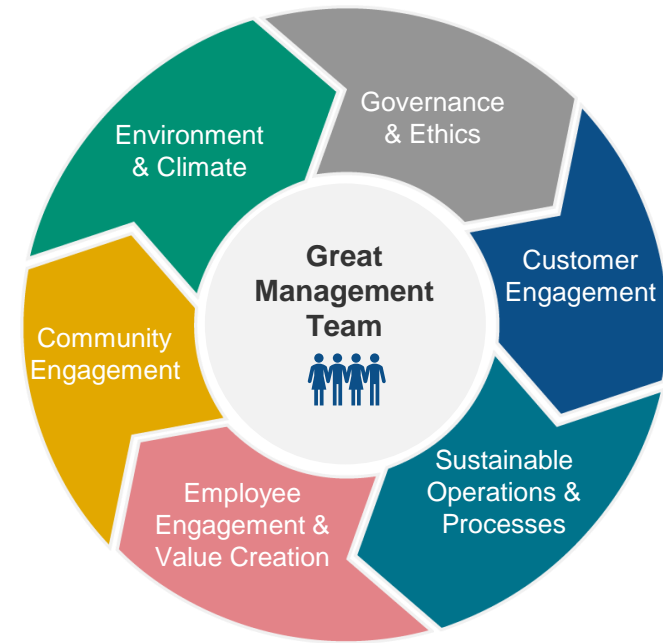 Governance
& Ethics
Environment
& Climate
Great
Management
Team
Customer
Engagement
Community
Engagement
Sustainable
Operations &
Processes
Employee
Engagement &
Value Creation